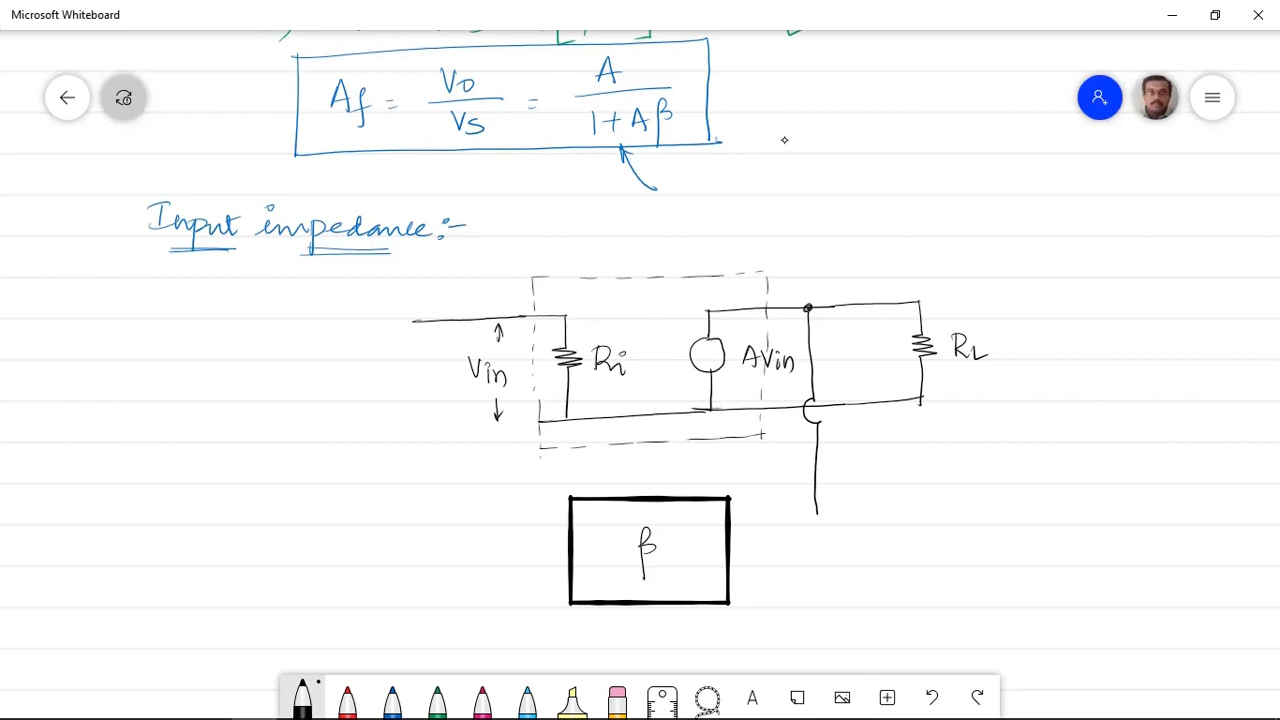 Microsoft Whiteboard
Af = Vo/Vs = A/(1+Aβ)
Input impedance:-
Vin Ri AVin RL
β
A